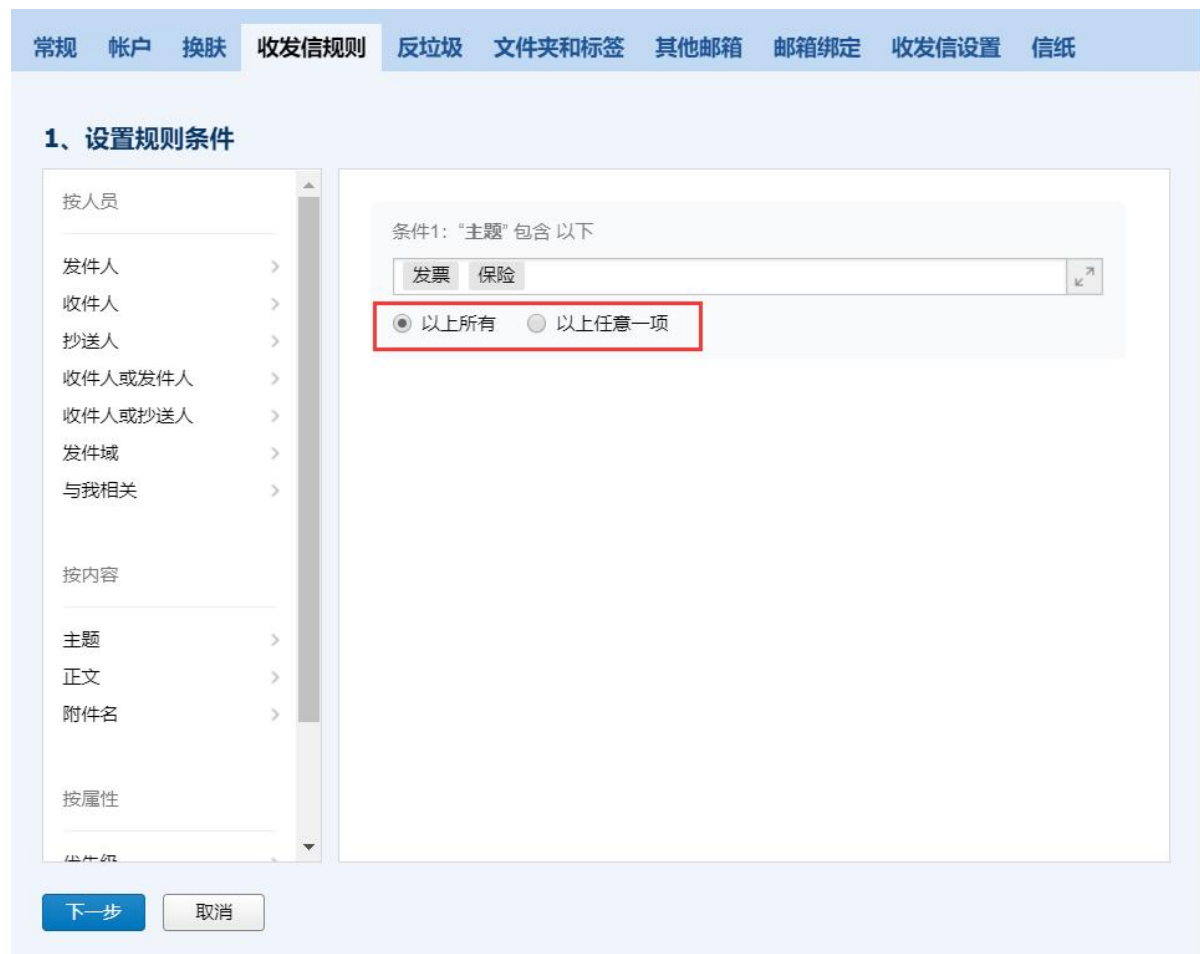 常规 帐户 换肤 收发信规则 反垃圾 文件夹和标签 其他邮箱 邮箱绑定 收发信设置 信纸
1、设置规则条件
按人员
发件人
收件人
抄送人
收件人或发件人
收件人或抄送人
发件域
与我相关
按内容
主题
正文
附件名
按属性
条件1：“主题” 包含 以下
发票 保险
以上所有 以上任意一项
下一步 取消